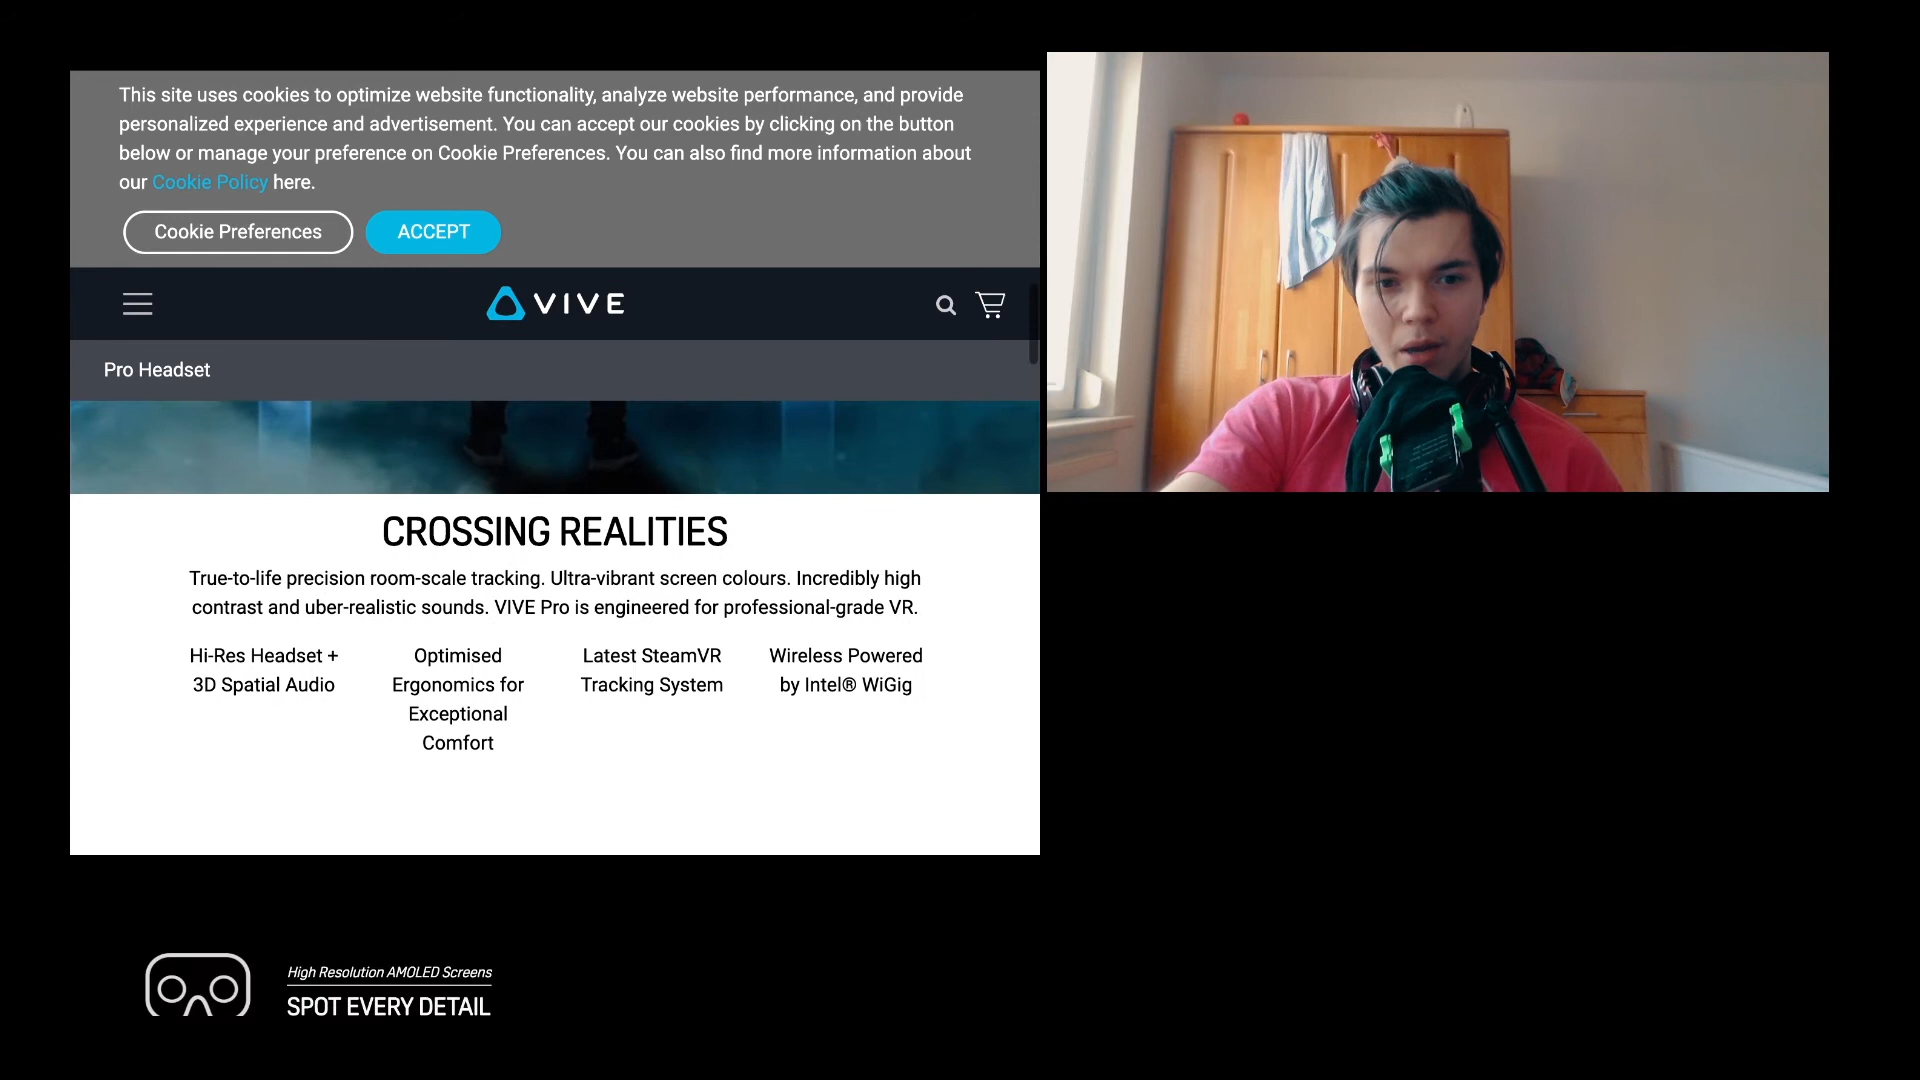 This site uses cookies to optimize website functionality, analyze website performance, and provide
personalized experience and advertisement. You can accept our cookies by clicking on the button
below or manage your preference on Cookie Preferences. You can also find more information about
our Cookie Policy here.
Cookie Preferences
ACCEPT
VIVE
Pro Headset
CROSSING REALITIES
True-to-life precision room-scale tracking. Ultra-vibrant screen colours. Incredibly high
contrast and uber-realistic sounds. VIVE Pro is engineered for professional-grade VR.
Hi-Res Headset +
3D Spatial Audio
Optimised
Ergonomics for
Exceptional
Comfort
Latest SteamVR
Tracking System
Wireless Powered
by Intel® WiGig
High Resolution AMOLED Screens
SPOT EVERY DETAIL